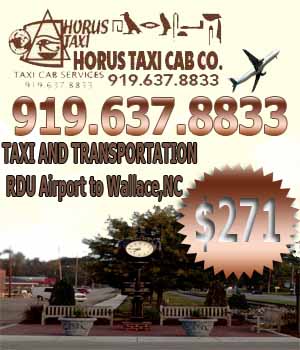 HORUS
TAXI
TAXI CAB SERVICES
919.637.8833
HORUS TAXI CAB CO.
919.637.8833
919.637.8833
TAXI AND TRANSPORTATION
RDU Airport to Wallace,NC
$271